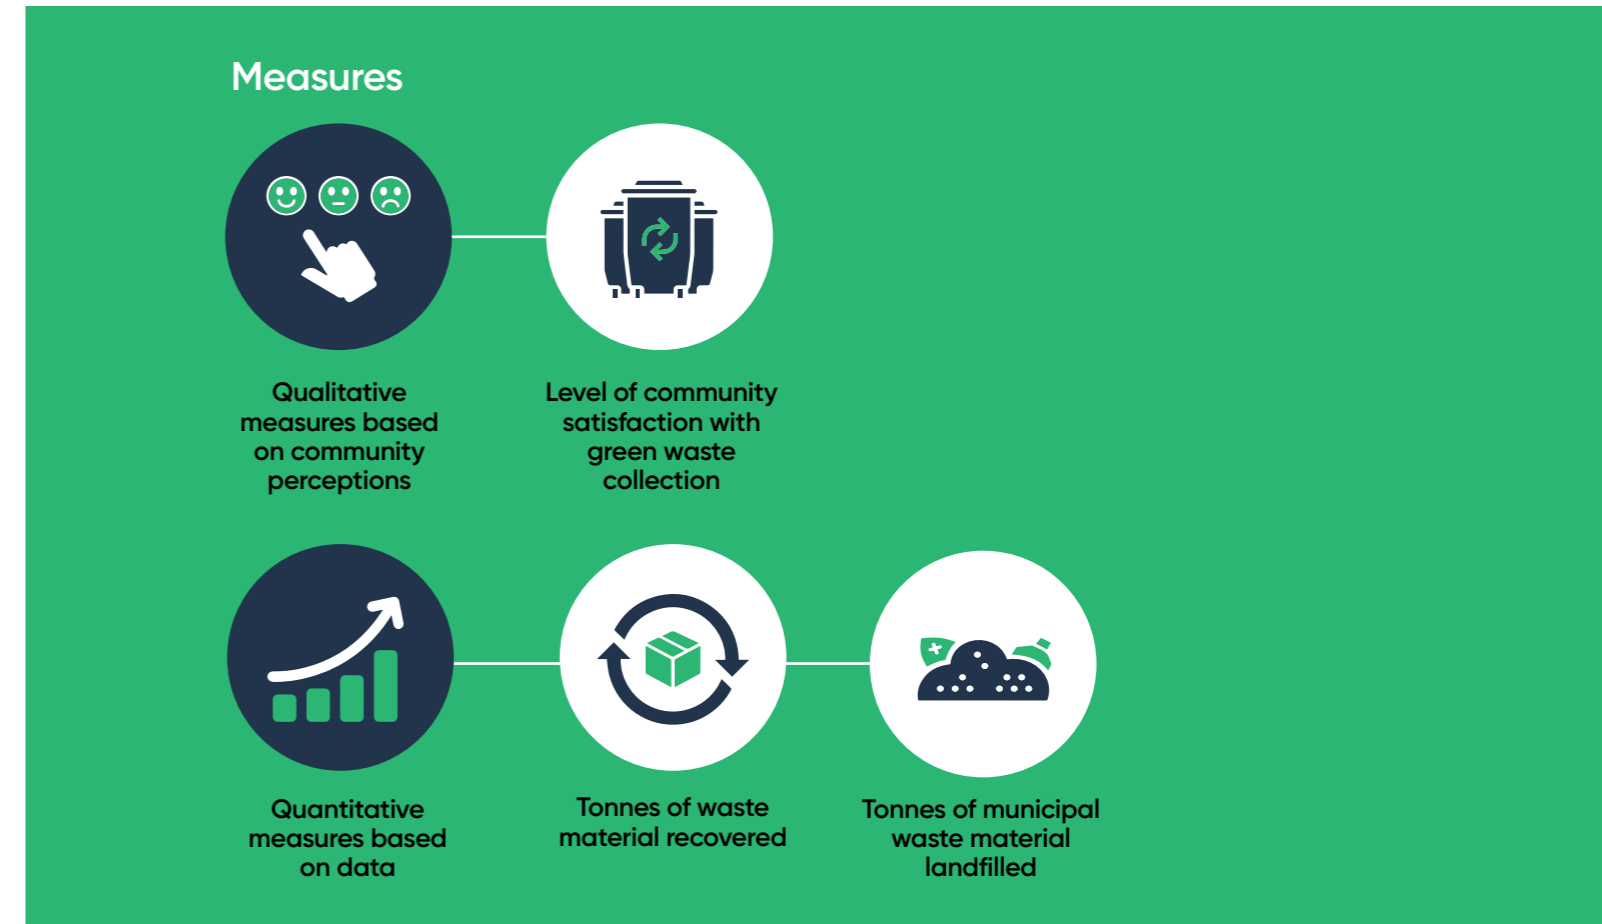 Measures
Qualitative
measures based
on community
perceptions
Level of community
satisfaction with
green waste
collection
Quantitative
measures based
on data
Tonnes of waste
material recovered
Tonnes of municipal
waste material
landfilled